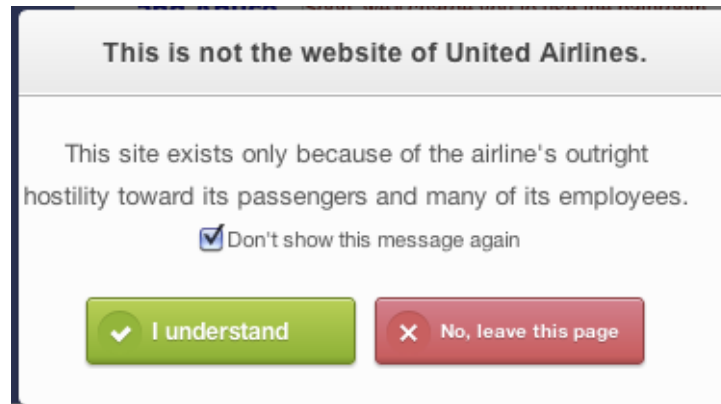 This is not the website of United Airlines.
This site exists only because of the airline's outright
hostility toward its passengers and many of its employees.
Don't show this message again
I understand
No, leave this page